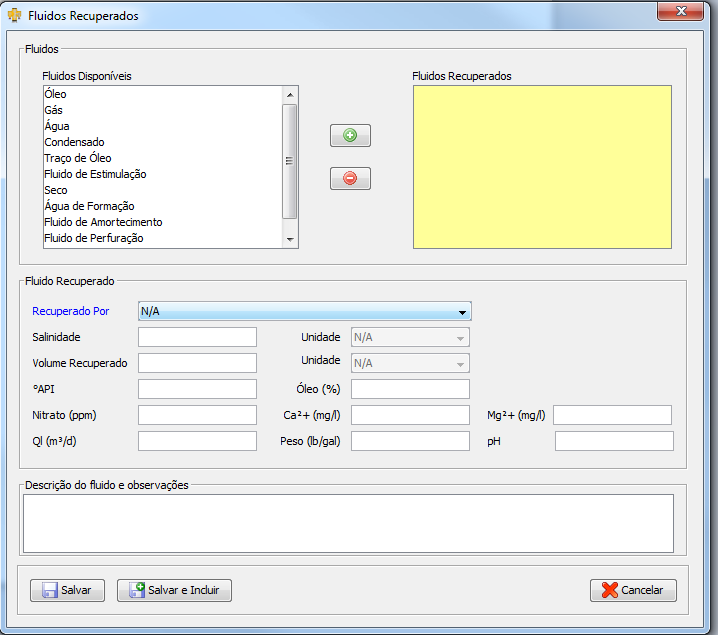 Fluidos Recuperados
Fluidos
Fluidos Disponíveis
Fluidos Recuperados
Óleo
Gás
Água
Condensado
Traço de Óleo
Fluido de Estimulação
Seco
Água de Formação
Fluido de Amortecimento
Fluido de Perfuração
Fluido Recuperado
Recuperado Por N/A
Salinidade Unidade N/A
Volume Recuperado Unidade N/A
ºAPI Óleo (%)
Nitrato (ppm) Ca²+ (mg/l) Mg²+ (mg/l)
Ql (m³/d) Peso (lb/gal) pH
Descrição do fluido e observações
Salvar Salvar e Incluir Cancelar